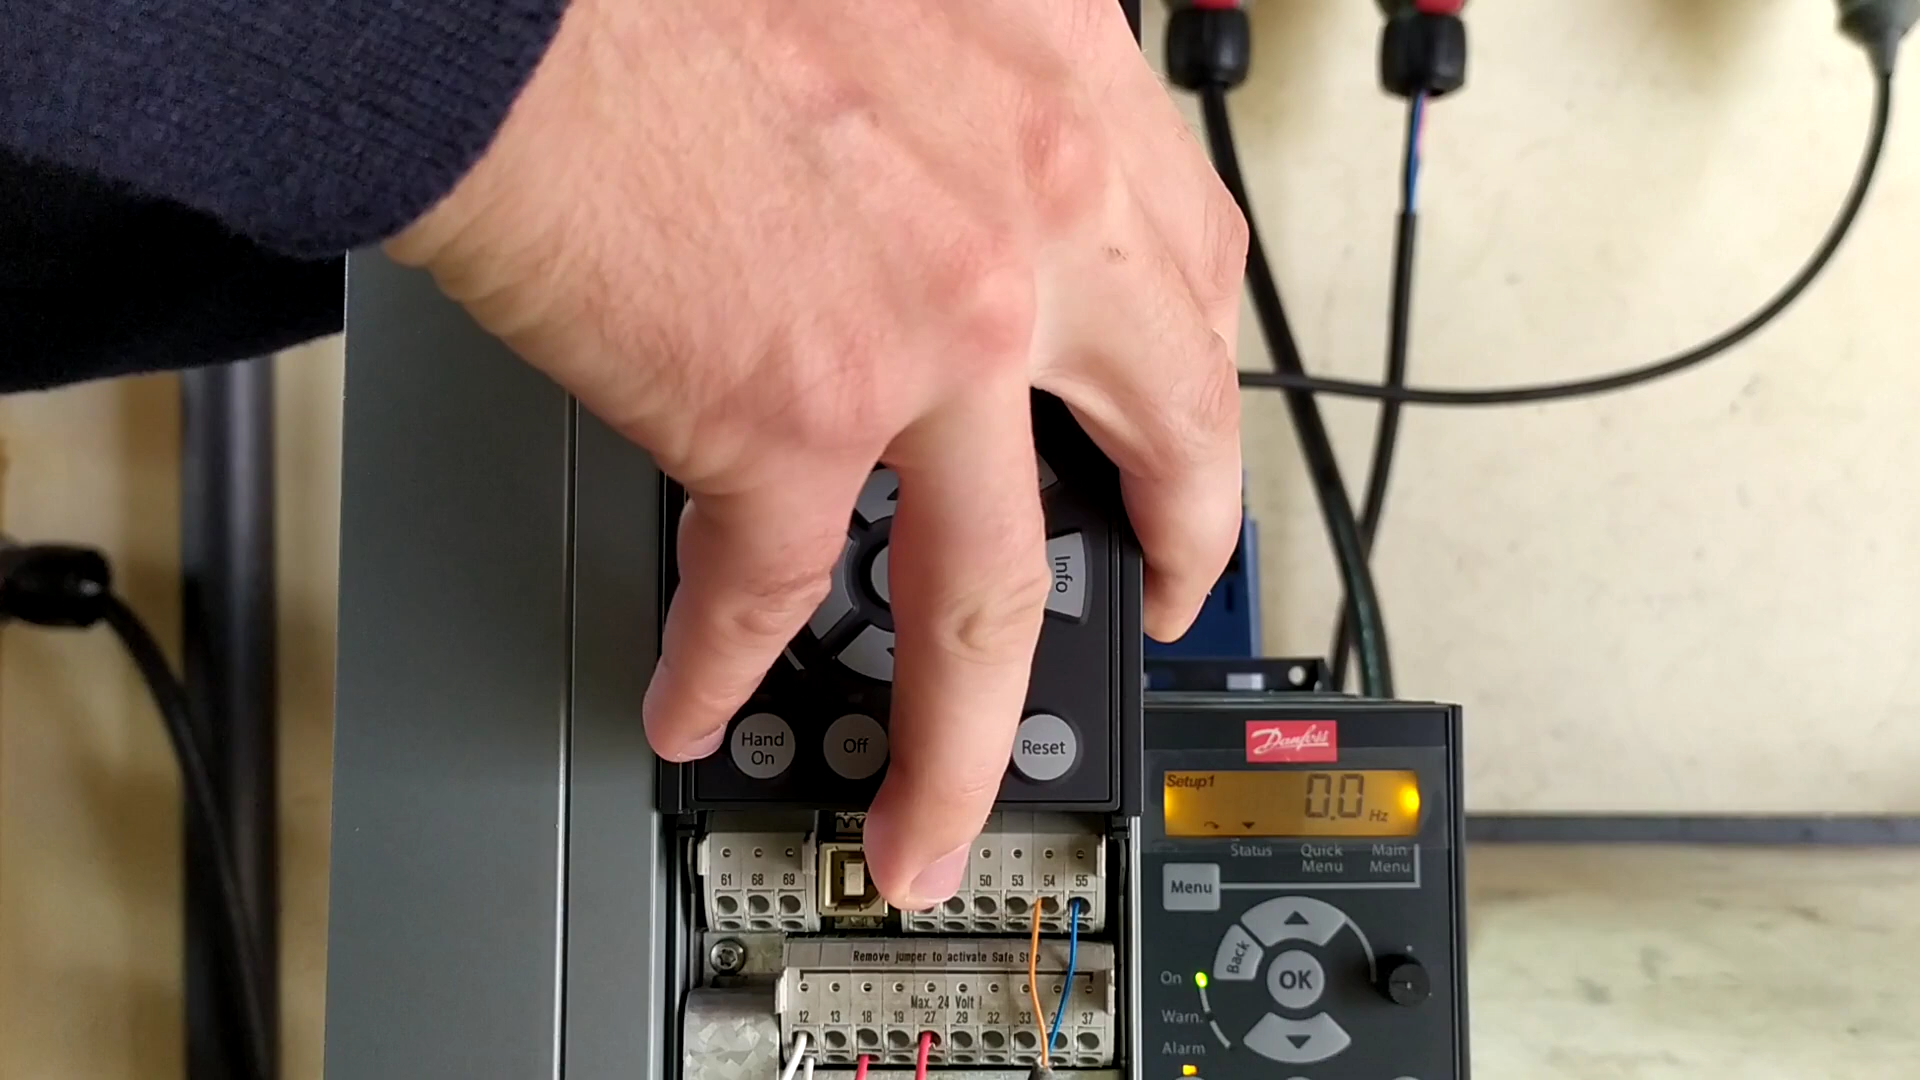 Info
Hand
On
Off
Reset
61 68 69
50 53 54 55
Remove jumper to activate Safe Stop
Max. 24 Volt !
12 13 18 19 27 29 32 33 37
Danfoss
Setup1
0.0 Hz
Status Quick Menu Main Menu
Menu
Back
OK
On
Warn.
Alarm